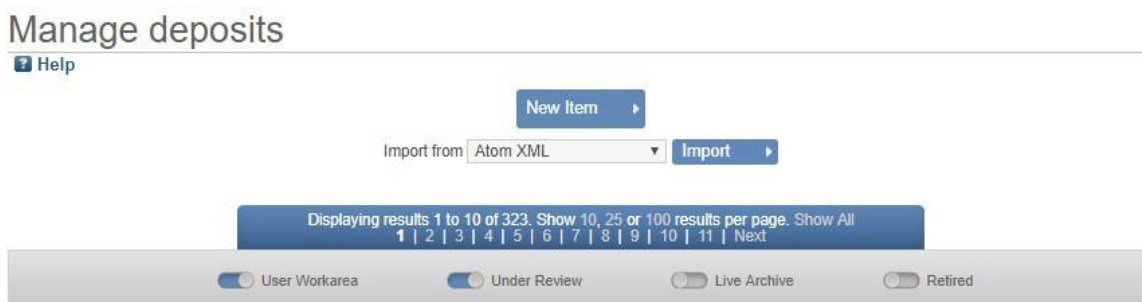 Manage deposits
? Help
New Item
Import from Atom XML Import
Displaying results 1 to 10 of 323. Show 10, 25 or 100 results per page. Show All
1 | 2 | 3 | 4 | 5 | 6 | 7 | 8 | 9 | 10 | 11 | Next
User Workarea Under Review Live Archive Retired